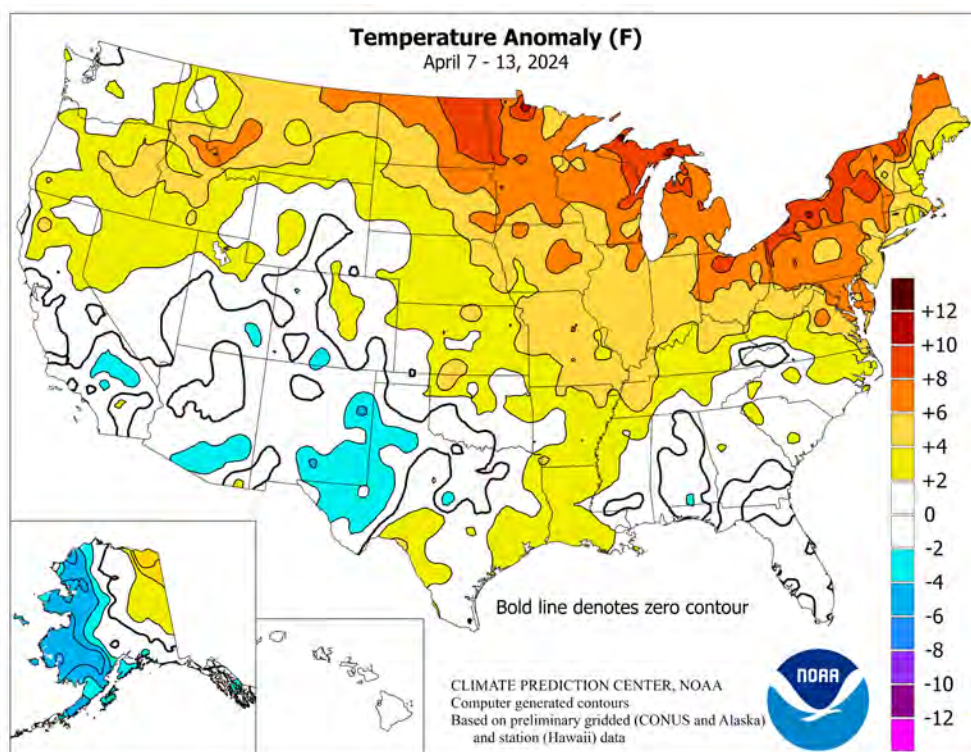 Temperature Anomaly (F)
April 7 - 13, 2024
+12
+10
+8
+6
+4
+2
0
-2
-4
-6
-8
-10
-12
Bold line denotes zero contour
CLIMATE PREDICTION CENTER, NOAA
Computer generated contours
Based on preliminary gridded (CONUS and Alaska)
and station (Hawaii) data
NOAA